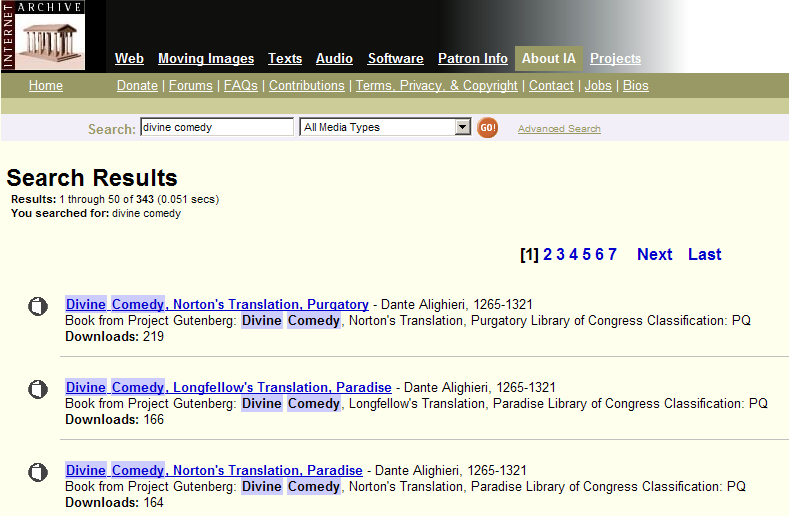 INTERNET ARCHIVE
Web Moving Images Texts Audio Software Patron Info About IA Projects
Home Donate | Forums | FAQs | Contributions | Terms, Privacy, & Copyright | Contact | Jobs | Bios
Search: divine comedy All Media Types GO! Advanced Search
Search Results
Results: 1 through 50 of 343 (0.051 secs)
You searched for: divine comedy
[1] 2 3 4 5 6 7 Next Last
Divine Comedy, Norton's Translation, Purgatory - Dante Alighieri, 1265-1321
Book from Project Gutenberg: Divine Comedy, Norton's Translation, Purgatory Library of Congress Classification: PQ
Downloads: 219
Divine Comedy, Longfellow's Translation, Paradise - Dante Alighieri, 1265-1321
Book from Project Gutenberg: Divine Comedy, Longfellow's Translation, Paradise Library of Congress Classification: PQ
Downloads: 166
Divine Comedy, Norton's Translation, Paradise - Dante Alighieri, 1265-1321
Book from Project Gutenberg: Divine Comedy, Norton's Translation, Paradise Library of Congress Classification: PQ
Downloads: 164